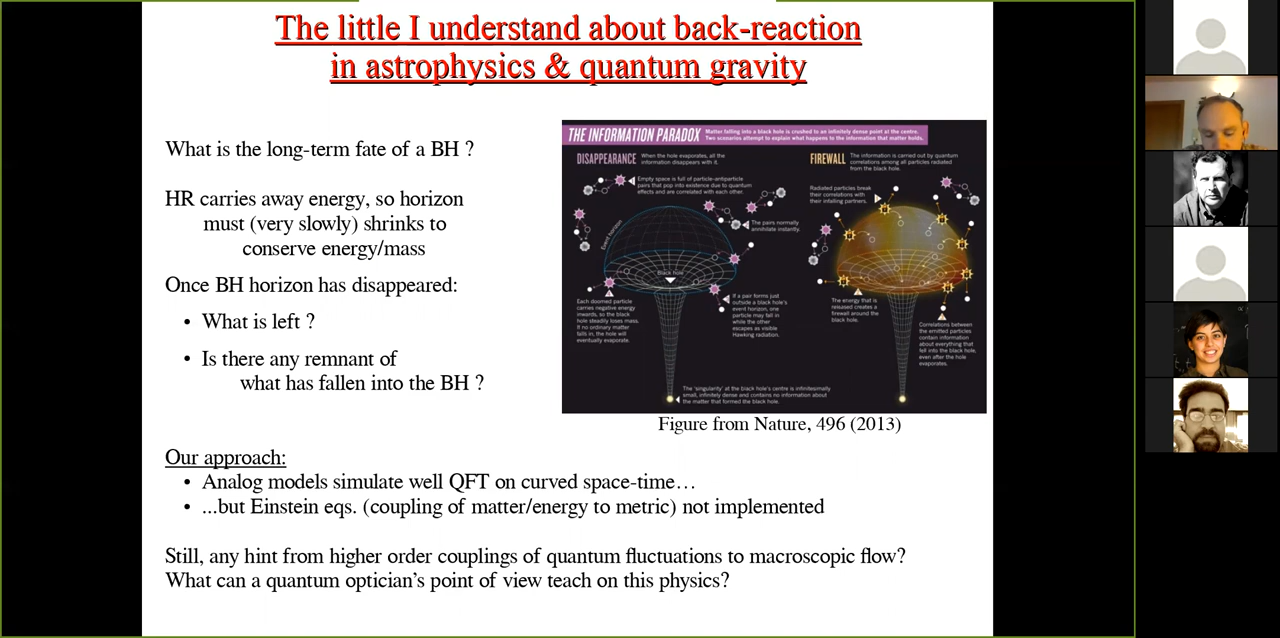 The little I understand about back-reaction
in astrophysics & quantum gravity
What is the long-term fate of a BH ?
HR carries away energy, so horizon
must (very slowly) shrinks to
conserve energy/mass
Once BH horizon has disappeared:
• What is left ?
• Is there any remnant of
what has fallen into the BH ?
THE INFORMATION PARADOX
Matter falling into a black hole is crushed to an infinitely dense point at the centre.
Two scenarios attempt to explain what happens to the information that matter holds.
DISAPPEARANCE
When the hole evaporates, all the
information disappears with it.
Empty space is full of particle-antiparticle
pairs that pop into existence due to quantum
effects and are correlated with each other.
The pairs normally
annihilate instantly.
Event horizon
Black hole
Each doomed particle
carries negative energy
inwards, so the black
hole steadily loses mass.
If no ordinary matter
falls in, the hole will
eventually evaporate.
If a pair forms just
outside a black hole's
event horizon, one
particle may fall in
while the other
escapes as visible
Hawking radiation.
The 'singularity' at the black hole's centre is infinitesimally
small, infinitely dense and contains no information about
the matter that formed the black hole.
FIREWALL
The information is carried out by quantum
correlations among all particles radiated
from the black hole.
Radiated particles break
their correlations with
their infalling partners.
The energy that is
released creates a
firewall around the
black hole.
Correlations between
the emitted particles
contain information
about everything that
fell into the black hole,
even after the hole
evaporates.
Figure from Nature, 496 (2013)
Our approach:
• Analog models simulate well QFT on curved space-time…
• ...but Einstein eqs. (coupling of matter/energy to metric) not implemented
Still, any hint from higher order couplings of quantum fluctuations to macroscopic flow?
What can a quantum optician's point of view teach on this physics?